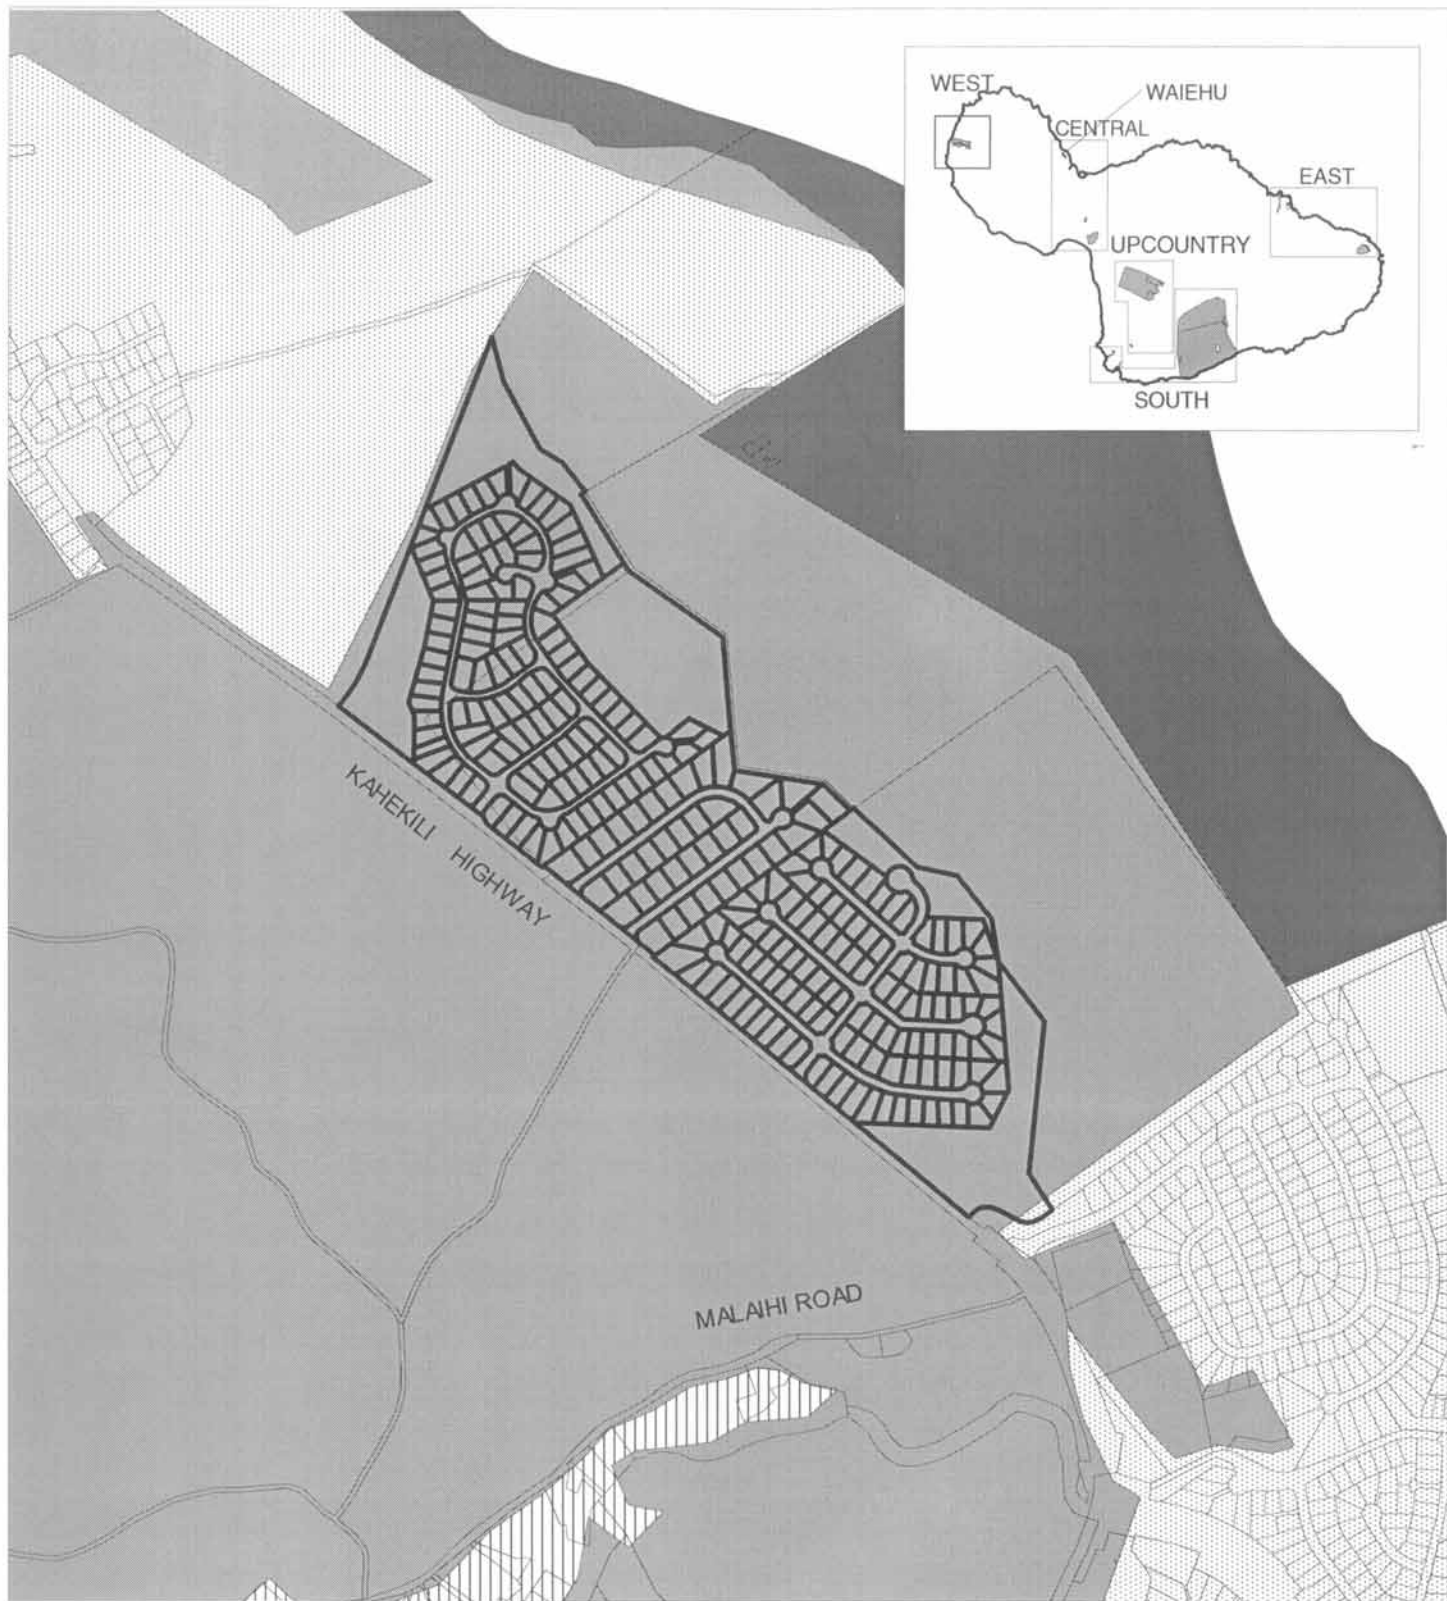 WEST
WAIEHU
CENTRAL
EAST
UPCOUNTRY
SOUTH
KAHEKILI HIGHWAY
MALAIHI ROAD